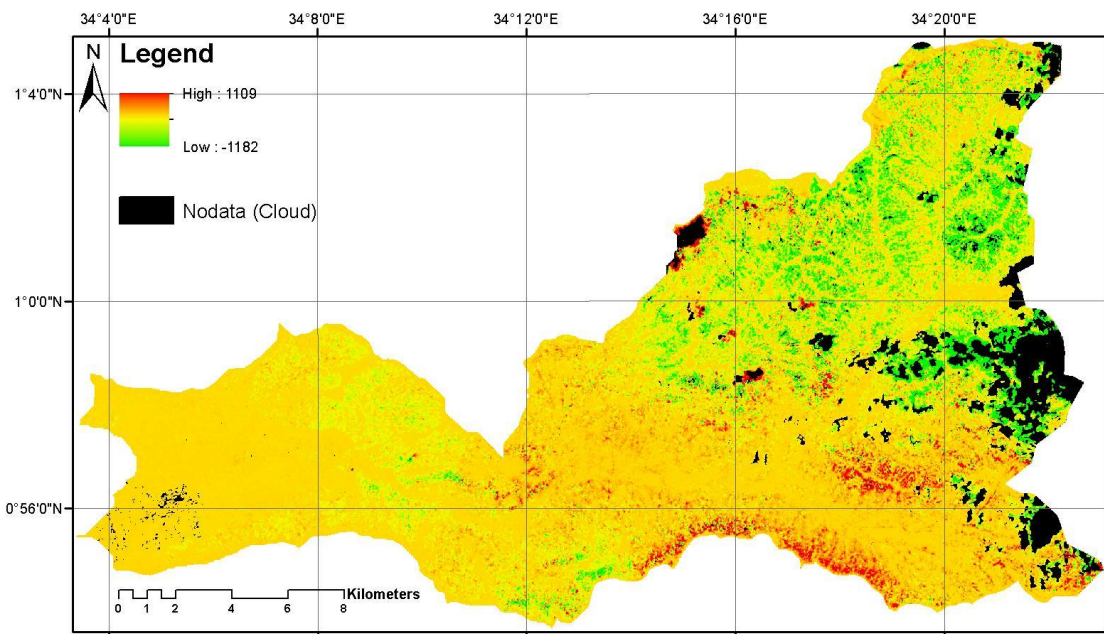 34°4'0"E 34°8'0"E 34°12'0"E 34°16'0"E 34°20'0"E
N
Legend
High : 1109
Low : -1182
Nodata (Cloud)
1°4'0"N
1°0'0"N
0°56'0"N
Kilometers
0 1 2 4 6 8